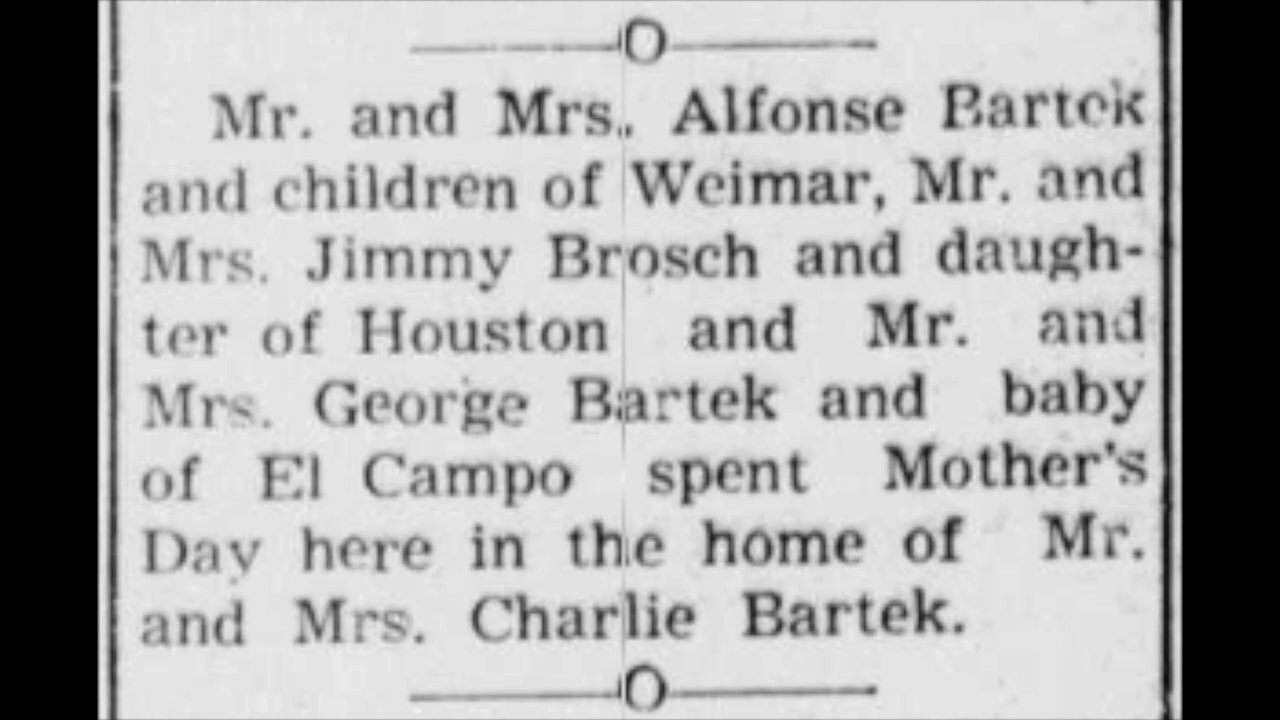 O
Mr. and Mrs. Alfonse Bartek
and children of Weimar, Mr. and
Mrs. Jimmy Brosch and daugh-
ter of Houston and Mr. and
Mrs. George Bartek and baby
of El Campo spent Mother's
Day here in the home of Mr.
and Mrs. Charlie Bartek.
O